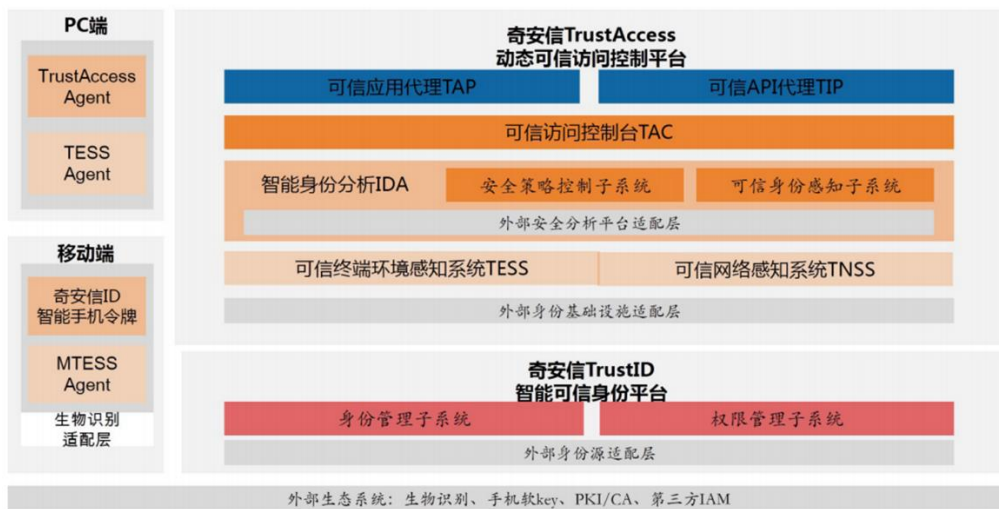 PC端
TrustAccess
Agent
TESS
Agent
移动端
奇安信ID
智能手机令牌
MTESS
Agent
生物识别
适配层
奇安信TrustAccess
动态可信访问控制平台
可信应用代理TAP
可信API代理TIP
可信访问控制台TAC
智能身份分析IDA
安全策略控制子系统
可信身份感知子系统
外部安全分析平台适配层
可信终端环境感知系统TESS
可信网络感知系统TNSS
外部身份基础设施适配层
奇安信TrustID
智能可信身份平台
身份管理子系统
权限管理子系统
外部身份源适配层
外部生态系统：生物识别、手机软key、PKI/CA、第三方IAM